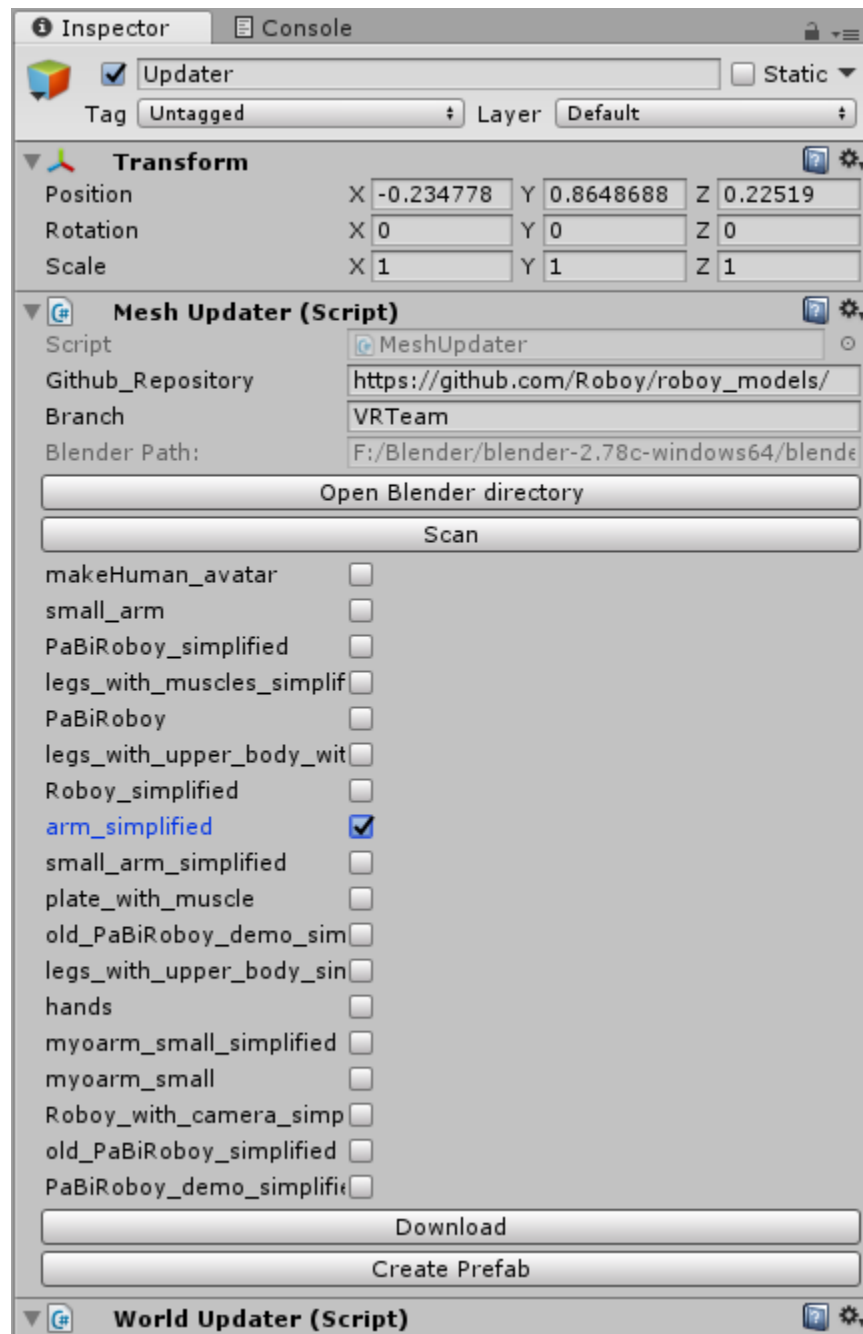 Inspector Console
Updater Static
Tag Untagged Layer Default
Transform
Position X -0.234778 Y 0.8648688 Z 0.22519
Rotation X 0 Y 0 Z 0
Scale X 1 Y 1 Z 1
Mesh Updater (Script)
Script MeshUpdater
Github_Repository https://github.com/Roboy/roboy_models/
Branch VRTeam
Blender Path: F:/Blender/blender-2.78c-windows64/blende
Open Blender directory
Scan
makeHuman_avatar
small_arm
PaBiRoboy_simplified
legs_with_muscles_simplif
PaBiRoboy
legs_with_upper_body_wit
Roboy_simplified
arm_simplified
small_arm_simplified
plate_with_muscle
old_PaBiRoboy_demo_sim
legs_with_upper_body_sin
hands
myoarm_small_simplified
myoarm_small
Roboy_with_camera_simp
old_PaBiRoboy_simplified
PaBiRoboy_demo_simplifie
Download
Create Prefab
World Updater (Script)